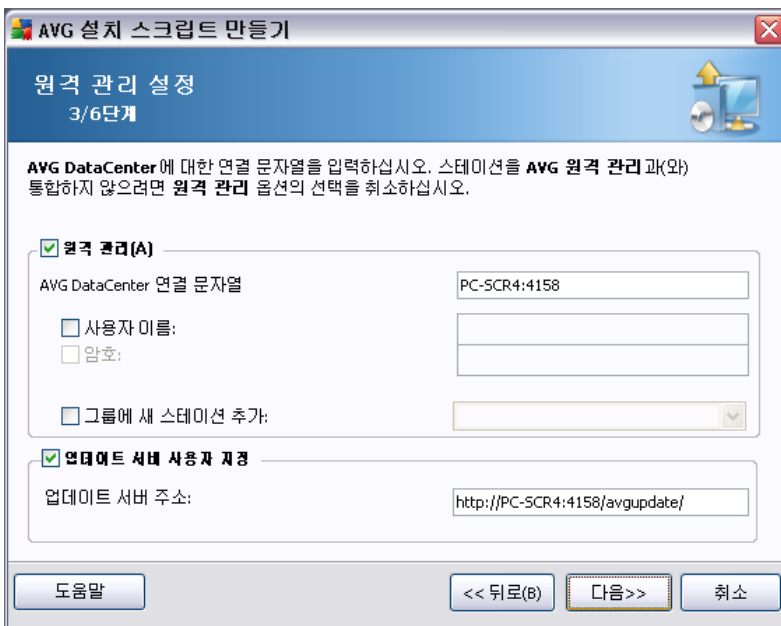 AVG 설치 스크립트 만들기
원격 관리 설정
3/6단계
AVG DataCenter에 대한 연결 문자열을 입력하십시오. 스테이션을 AVG 원격 관리과(와)
통합하지 않으려면 원격 관리 옵션의 선택을 취소하십시오.
원격 관리(A)
AVG DataCenter 연결 문자열
PC-SCR4:4158
사용자 이름:
암호:
그룹에 새 스테이션 추가:
업데이트 서버 사용자 지정
업데이트 서버 주소:
http://PC-SCR4:4158/avgupdate/
도움말
<< 뒤로(B)
다음>>
취소